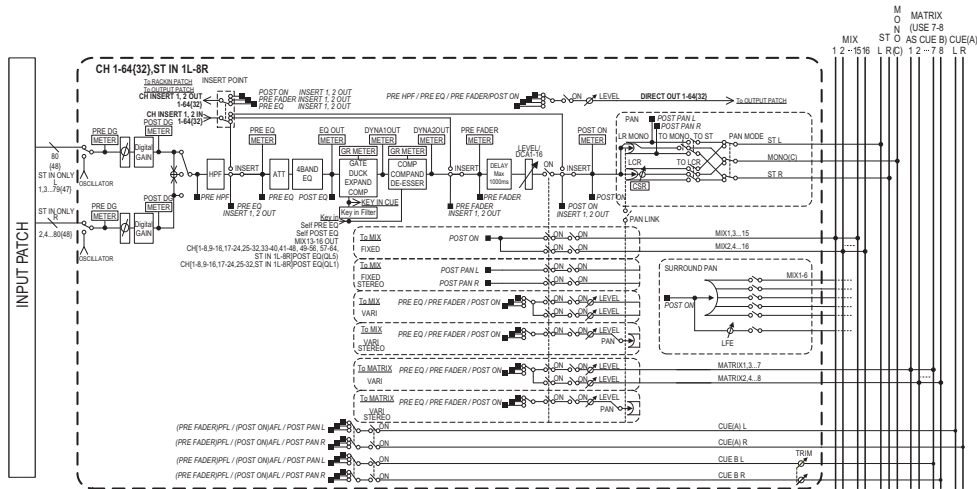 M
O
N
O
(C)
MATRIX
(USE 7-8
AS CUE B)
CUE(A)
MIX
ST
1 2 ··· 1516
L R
1 2 ··· 7 8
L R
INPUT PATCH
CH 1-64(32),ST IN 1L-8R
To RACKIN PATCH
To OUTPUT PATCH
INSERT POINT
CH INSERT 1, 2 OUT
1-64(32)
CH INSERT 1, 2 IN
1-64(32)
POST ON INSERT 1, 2 OUT
PRE FADER INSERT 1, 2 OUT
PRE EQ INSERT 1, 2 OUT
PRE HPF / PRE EQ / PRE FADER/POST ON
ON
LEVEL
DIRECT OUT 1-64(32)
To OUTPUT PATCH
PRE DG
METER
POST DG
METER
Digital
GAIN
80
(48)
ST IN ONLY
L
1,3...79[47]
OSCILLATOR
ST IN ONLY
R
2,4...80[48]
PRE DG
METER
POST DG
METER
Digital
GAIN
OSCILLATOR
HPF
PRE HPF
INSERT
PRE EQ
INSERT 1, 2 OUT
PRE EQ
METER
ATT
PRE EQ
4BAND
EQ
POST EQ
EQ OUT
METER
DYNA1OUT
GR METER
GATE
DUCK
EXPAND
COMP
KEY IN CUE
Key in Filter
DYNA2OUT
GR METER
COMP
COMPAND
DE-ESSER
METER
INSERT
PRE FADER
INSERT 1, 2 OUT
PRE FADER
METER
DELAY
Max
1000ms
PRE FADER
LEVEL/
DCA1-16
ON
INSERT
POST ON
INSERT 1, 2 OUT
POST ON
METER
POST ON
PAN
POST PAN L
POST PAN R
LR MONO
TO MONO
TO ST
PAN MODE
LCR
TO LCR
CSR
ST L
MONO(C)
ST R
PAN LINK
Key in
Self PRE EQ
Self POST EQ
MIX13-16 OUT
CH[1-8,9-16,17-24,25-32,33-40,41-48, 49-56, 57-64,
ST IN 1L-8R]POST EQ(QL5)
CH[1-8,9-16,17-24,25-32,ST IN 1L-8R]POST EQ(QL1)
To MIX
FIXED
POST ON
ON
ON
ON
ON
MIX1,3...15
MIX2,4...16
To MIX
FIXED
STEREO
POST PAN L
POST PAN R
ON
ON
ON
ON
To MIX
VARI
PRE EQ / PRE FADER / POST ON
ON
ON
LEVEL
ON
ON
To MIX
VARI
STEREO
PRE EQ / PRE FADER / POST ON
ON
ON
LEVEL
PAN
SURROUND PAN
POST ON
MIX1-6
LFE
To MATRIX
VARI
PRE EQ / PRE FADER / POST ON
ON
ON
LEVEL
ON
ON
MATRIX1,3...7
MATRIX2,4...8
To MATRIX
VARI
STEREO
PRE EQ / PRE FADER / POST ON
ON
ON
LEVEL
PAN
(PRE FADER)PFL / (POST ON)AFL / POST PAN L
ON
CUE(A) L
(PRE FADER)PFL / (POST ON)AFL / POST PAN R
ON
CUE(A) R
(PRE FADER)PFL / (POST ON)AFL / POST PAN L
ON
CUE B L
TRIM
(PRE FADER)PFL / (POST ON)AFL / POST PAN R
ON
CUE B R